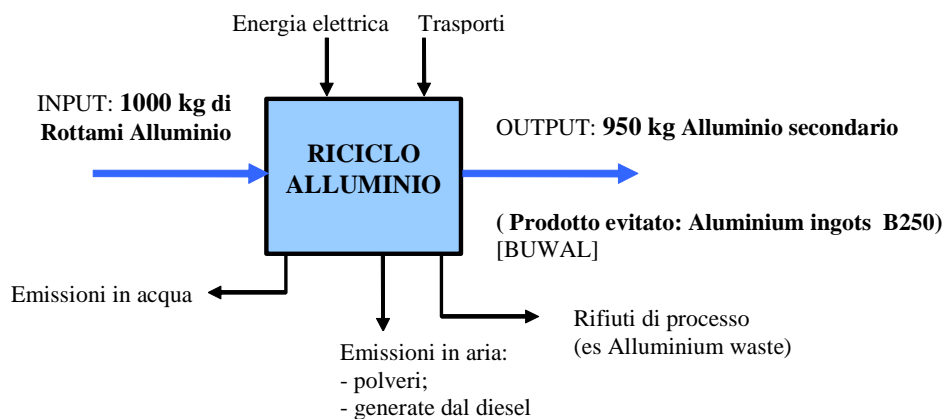 Energia elettrica
Trasporti
INPUT: 1000 kg di
Rottami Alluminio
RICICLO
ALLUMINIO
OUTPUT: 950 kg Alluminio secondario
( Prodotto evitato: Aluminium ingots B250)
[BUWAL]
Emissioni in acqua
Emissioni in aria:
- polveri;
- generate dal diesel
Rifiuti di processo
(es Alluminium waste)